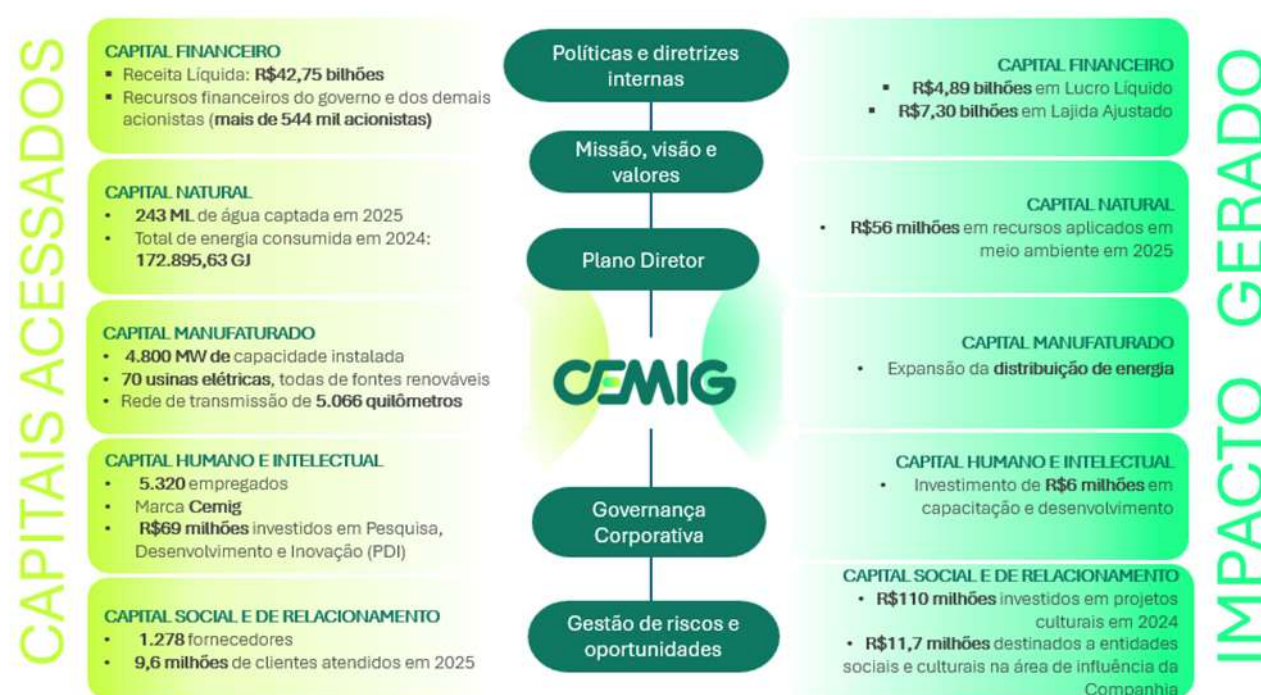 CAPITAIS ACESSADOS
CAPITAL FINANCEIRO
▪ Receita Líquida: R$42,75 bilhões
▪ Recursos financeiros do governo e dos demais
acionistas (mais de 544 mil acionistas)
CAPITAL NATURAL
• 243 ML de água captada em 2025
• Total de energia consumida em 2024:
172.895,63 GJ
CAPITAL MANUFATURADO
• 4.800 MW de capacidade instalada
• 70 usinas elétricas, todas de fontes renováveis
• Rede de transmissão de 5.066 quilômetros
CAPITAL HUMANO E INTELECTUAL
• 5.320 empregados
• Marca Cemig
• R$69 milhões investidos em Pesquisa,
Desenvolvimento e Inovação (PDI)
CAPITAL SOCIAL E DE RELACIONAMENTO
• 1.278 fornecedores
• 9,6 milhões de clientes atendidos em 2025
Políticas e diretrizes
internas
Missão, visão e
valores
Plano Diretor
CEMIG
Governança
Corporativa
Gestão de riscos e
oportunidades
CAPITAL FINANCEIRO
▪ R$4,89 bilhões em Lucro Líquido
▪ R$7,30 bilhões em Lajida Ajustado
CAPITAL NATURAL
• R$56 milhões em recursos aplicados em
meio ambiente em 2025
CAPITAL MANUFATURADO
• Expansão da distribuição de energia
CAPITAL HUMANO E INTELECTUAL
• Investimento de R$6 milhões em
capacitação e desenvolvimento
CAPITAL SOCIAL E DE RELACIONAMENTO
• R$110 milhões investidos em projetos
culturais em 2024
• R$11,7 milhões destinados a entidades
sociais e culturais na área de influência da
Companhia
IMPACTO GERADO